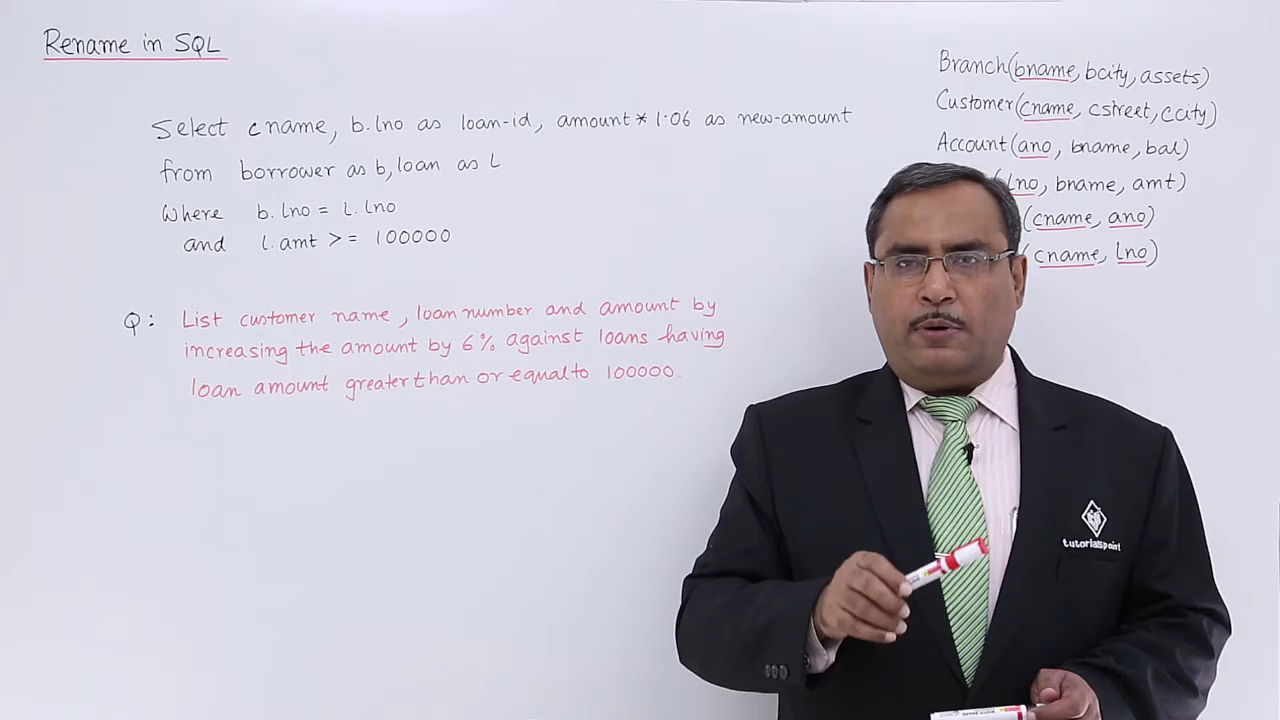 Rename in SQL
Select cname, b.lno as loan-id, amount * 1.06 as new-amount
from borrower as b, loan as L
Where b.lno = L.lno
and L.amt >= 100000
Q: List customer name, loan number and amount by
increasing the amount by 6% against loans having
loan amount greater than or equal to 100000.
Branch(bname, bcity, assets)
Customer(cname, cstreet, ccity)
Account(ano, bname, bal)
lno, bname, amt)
(cname, ano)
(cname, lno)
tutorialspoint